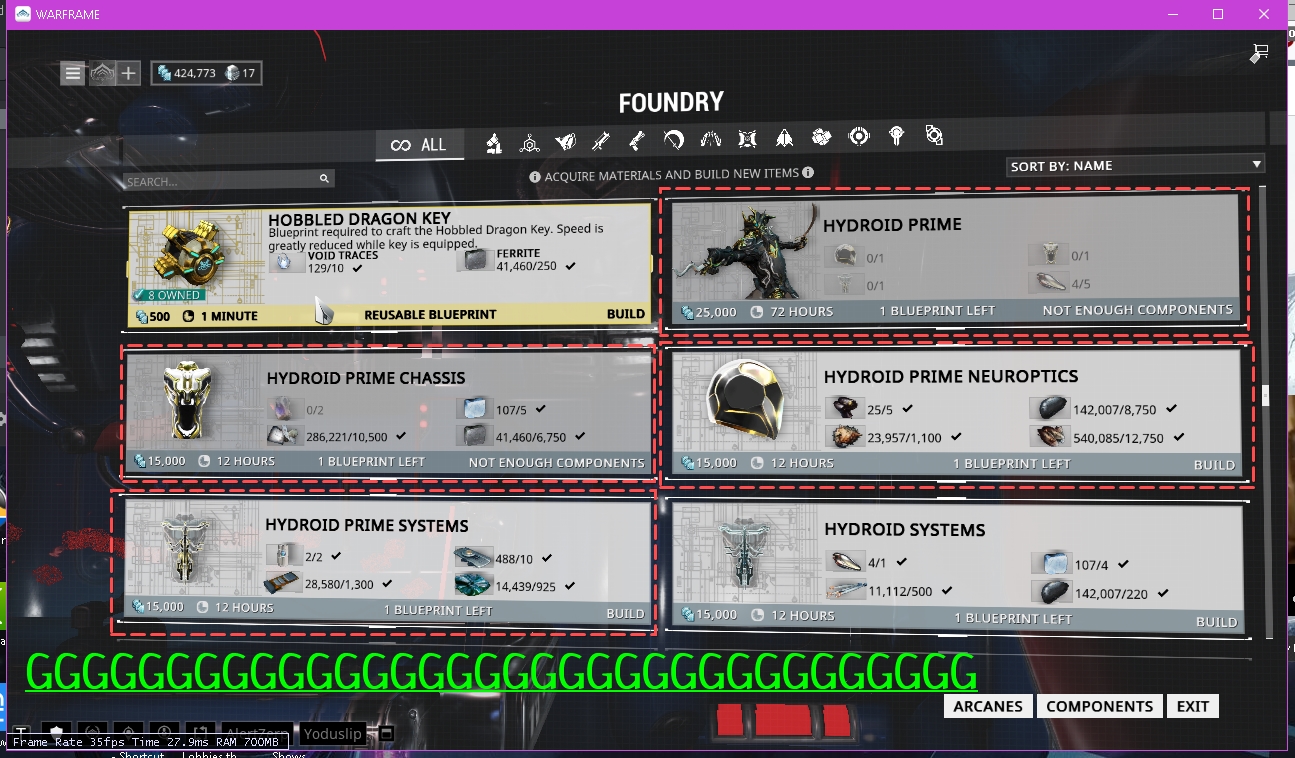 WARFRAME
424,773 17
FOUNDRY
ALL
SEARCH...
ACQUIRE MATERIALS AND BUILD NEW ITEMS
SORT BY: NAME
HOBBLED DRAGON KEY
Blueprint required to craft the Hobbled Dragon Key. Speed is
greatly reduced while key is equipped.
VOID TRACES
129/10
FERRITE
41,460/250
8 OWNED
500 1 MINUTE REUSABLE BLUEPRINT BUILD
HYDROID PRIME
0/1 0/1
0/1 4/5
25,000 72 HOURS 1 BLUEPRINT LEFT NOT ENOUGH COMPONENTS
HYDROID PRIME CHASSIS
0/2 107/5
286,221/10,500 41,460/6,750
15,000 12 HOURS 1 BLUEPRINT LEFT NOT ENOUGH COMPONENTS
HYDROID PRIME NEUROPTICS
25/5 142,007/8,750
23,957/1,100 540,085/12,750
15,000 12 HOURS 1 BLUEPRINT LEFT BUILD
HYDROID PRIME SYSTEMS
2/2 488/10
28,580/1,300 14,439/925
15,000 12 HOURS 1 BLUEPRINT LEFT BUILD
HYDROID SYSTEMS
4/1 107/4
11,112/500 142,007/220
15,000 12 HOURS 1 BLUEPRINT LEFT BUILD
GGGGGGGGGGGGGGGGGGGGGGGGGGGGGGGGGG
ARCANES COMPONENTS EXIT
Yoduslip
Frame Rate 35fps Time 27.9ms RAM 700MB